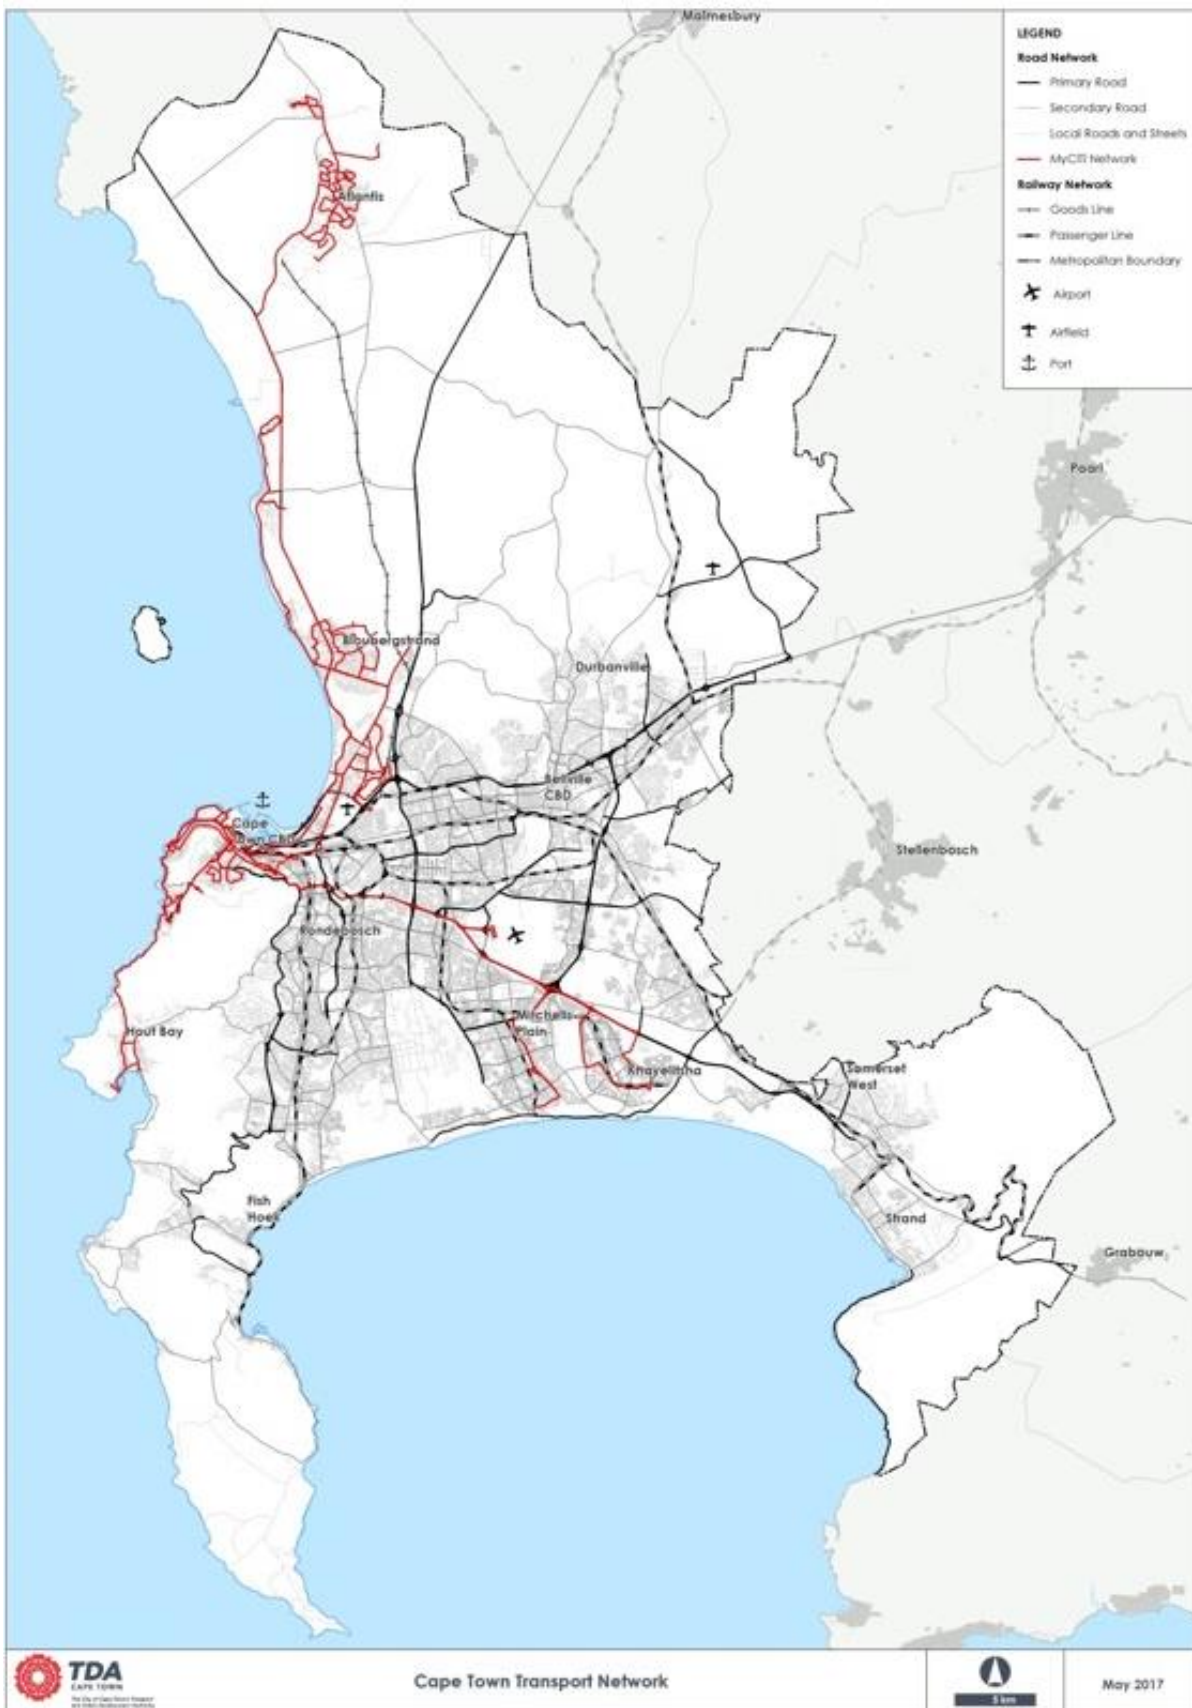 Malmesbury
LEGEND
Road Network
Primary Road
Secondary Road
Local Roads and Streets
MyCiTi Network
Railway Network
Goods Line
Passenger Line
Metropolitan Boundary
Airport
Airfield
Port
Atlantis
Paarl
Bloubergstrand
Durbanville
Bellville
CBD
Cape
Town CBD
Stellenbosch
Rondebosch
Hout Bay
Mitchells
Plain
Khayelitsha
Somerset
West
Fish
Hoek
Strand
Grabouw
TDA
CAPE TOWN
Cape Town Transport Network
5 km
May 2017